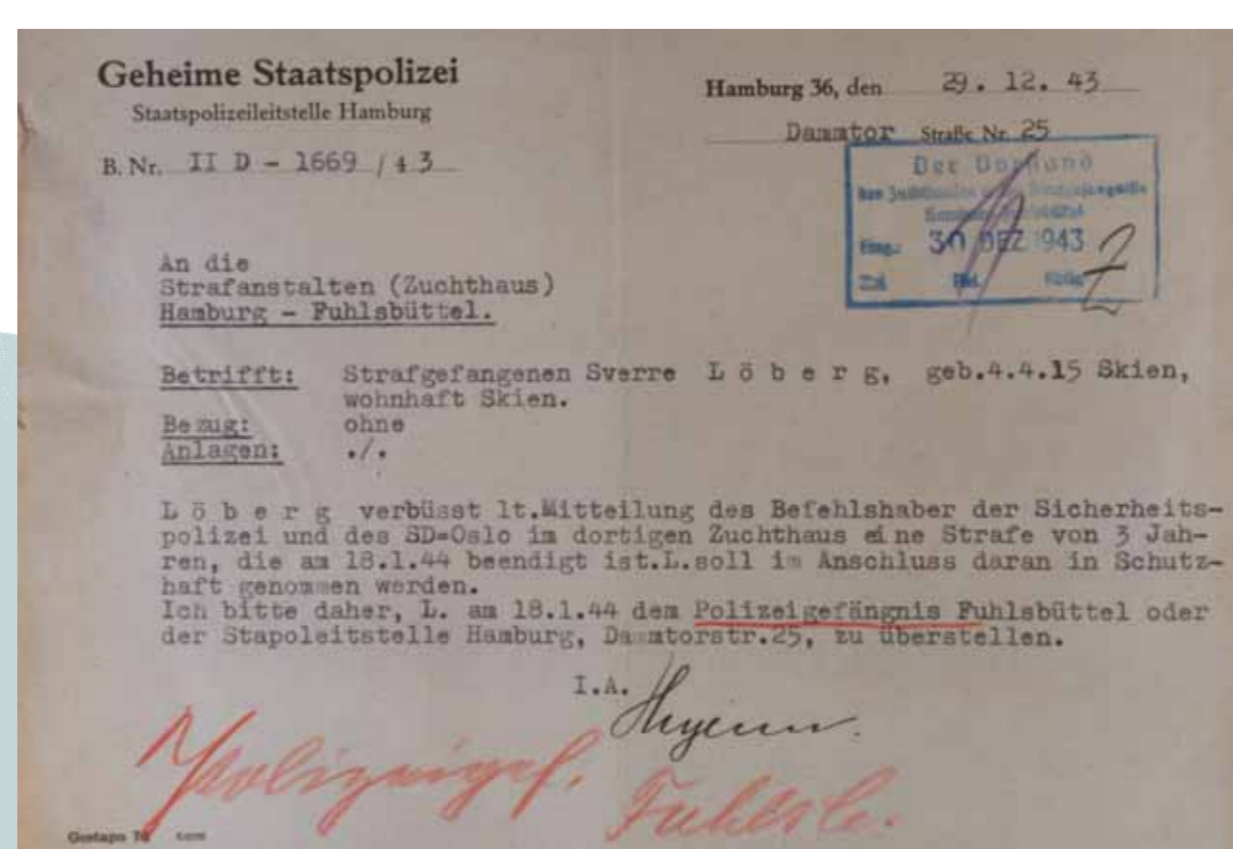 Geheime Staatspolizei
Staatspolizeileitstelle Hamburg
B. Nr. II D - 1669 /43
Hamburg 36, den 29. 12. 43
Dammtor Straße Nr. 25
Der Vorstand
Eing.: 30 DEZ 1943
An die
Strafanstalten (Zuchthaus)
Hamburg - Fuhlsbüttel.
Betrifft: Strafgefangenen Sverre L ö b e r g, geb.4.4.15 Skien,
wohnhaft Skien.
Bezug: ohne
Anlagen: ./.
L ö b e r g verbüsst lt.Mitteilung des Befehlshaber der Sicherheits-
polizei und des SD=Oslo im dortigen Zuchthaus eine Strafe von 3 Jah-
ren, die am 18.1.44 beendigt ist.L.soll im Anschluss daran in Schutz-
haft genommen werden.
Ich bitte daher, L. am 18.1.44 dem Polizeigefängnis Fuhlsbüttel oder
der Stapoleitstelle Hamburg, Dammtorstr.25, zu überstellen.
I.A.
Polizeigef. Fuhlsb.
Gestapo